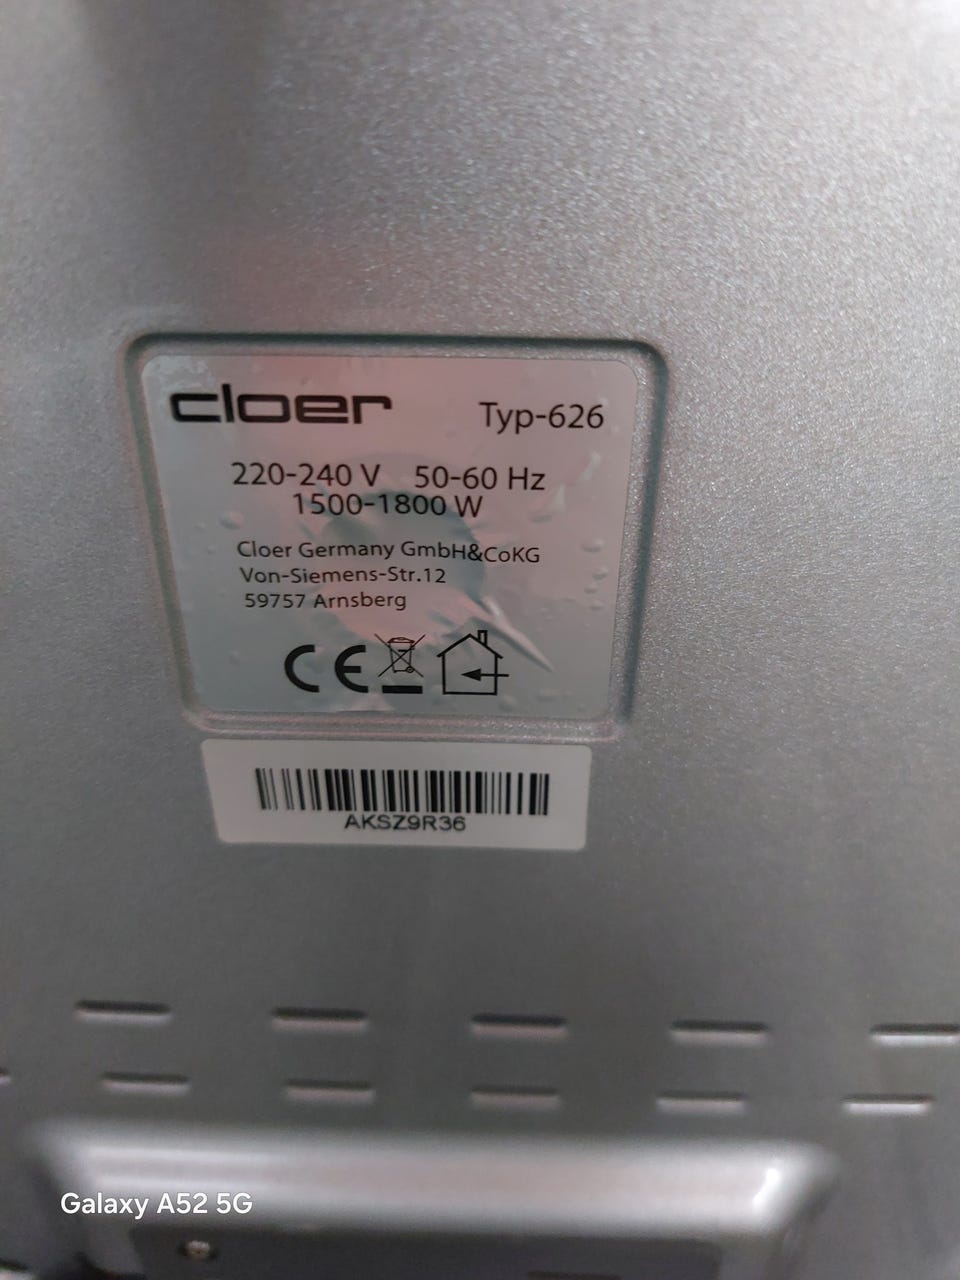 cloer Typ-626
220-240 V 50-60 Hz
1500-1800 W
Cloer Germany GmbH&CoKG
Von-Siemens-Str.12
59757 Arnsberg
CE
AKSZ9R36
Galaxy A52 5G